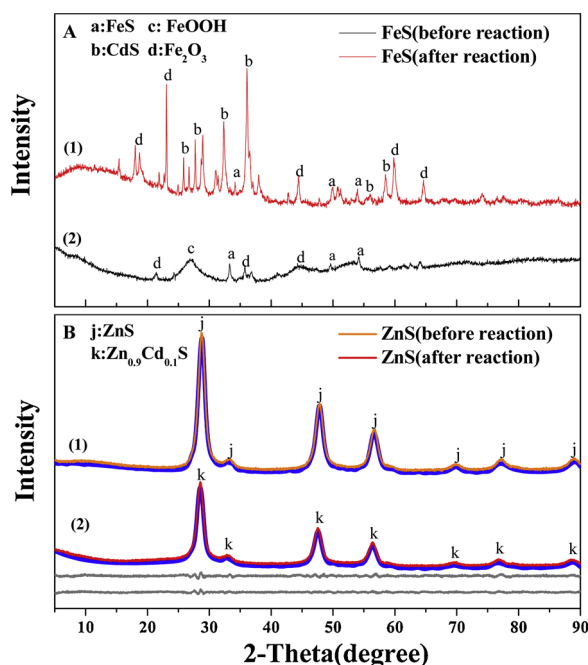 A
a:FeS c: FeOOH
b:CdS d:Fe₂O₃
FeS(before reaction)
FeS(after reaction)
Intensity
(1)
d d b b b b a d a a b b d d
(2)
d c a d d a a
B
j:ZnS
k:Zn₀.₉Cd₀.₁S
ZnS(before reaction)
ZnS(after reaction)
Intensity
(1)
j j j j j j j
(2)
k k k k k k k
10 20 30 40 50 60 70 80 90
2-Theta(degree)